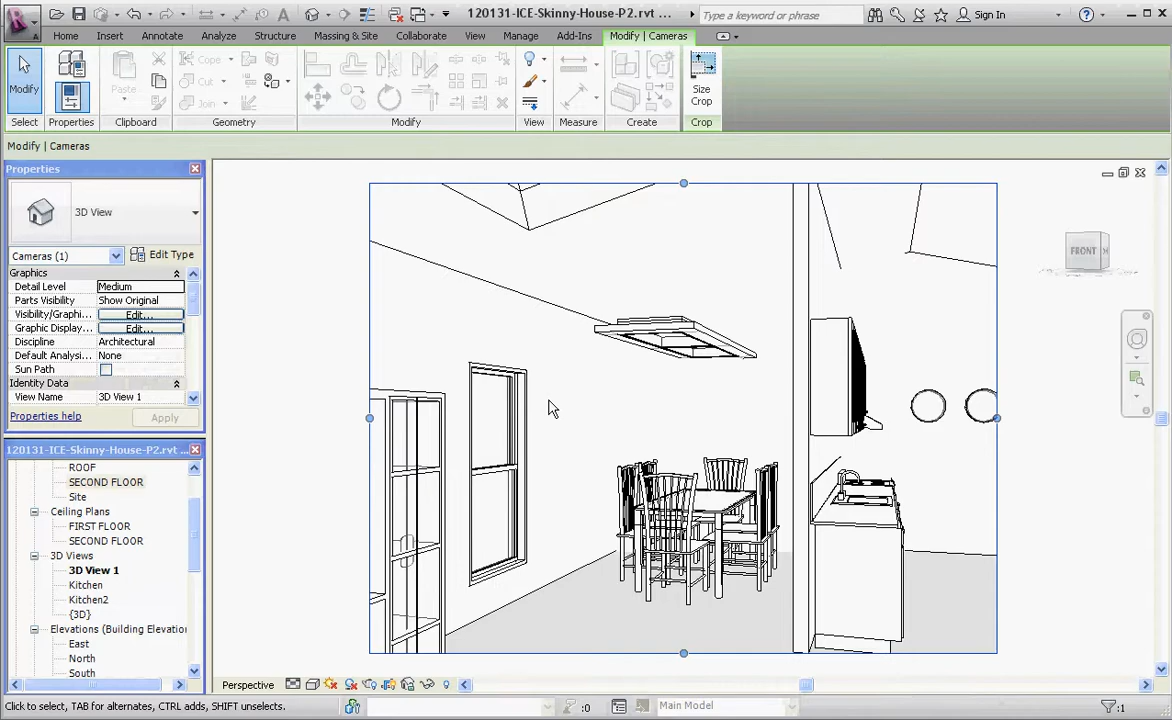 120131-ICE-Skinny-House-P2.rvt ...
Type a keyword or phrase
Sign In
Home Insert Annotate Analyze Structure Massing & Site Collaborate View Manage Add-Ins Modify | Cameras
Modify
Paste
Cope
Cut
Join
Size
Crop
Select Properties Clipboard Geometry Modify View Measure Create Crop
Modify | Cameras
Properties
3D View
Cameras (1)
Edit Type
Graphics
Detail Level Medium
Parts Visibility Show Original
Visibility/Graphi... Edit...
Graphic Display... Edit...
Discipline Architectural
Default Analysi... None
Sun Path
Identity Data
View Name 3D View 1
Properties help
Apply
120131-ICE-Skinny-House-P2.rvt
ROOF
SECOND FLOOR
Site
Ceiling Plans
FIRST FLOOR
SECOND FLOOR
3D Views
3D View 1
Kitchen
Kitchen2
{3D}
Elevations (Building Elevation
East
North
South
FRONT
Perspective
Click to select, TAB for alternates, CTRL adds, SHIFT unselects.
:0
Main Model
:1